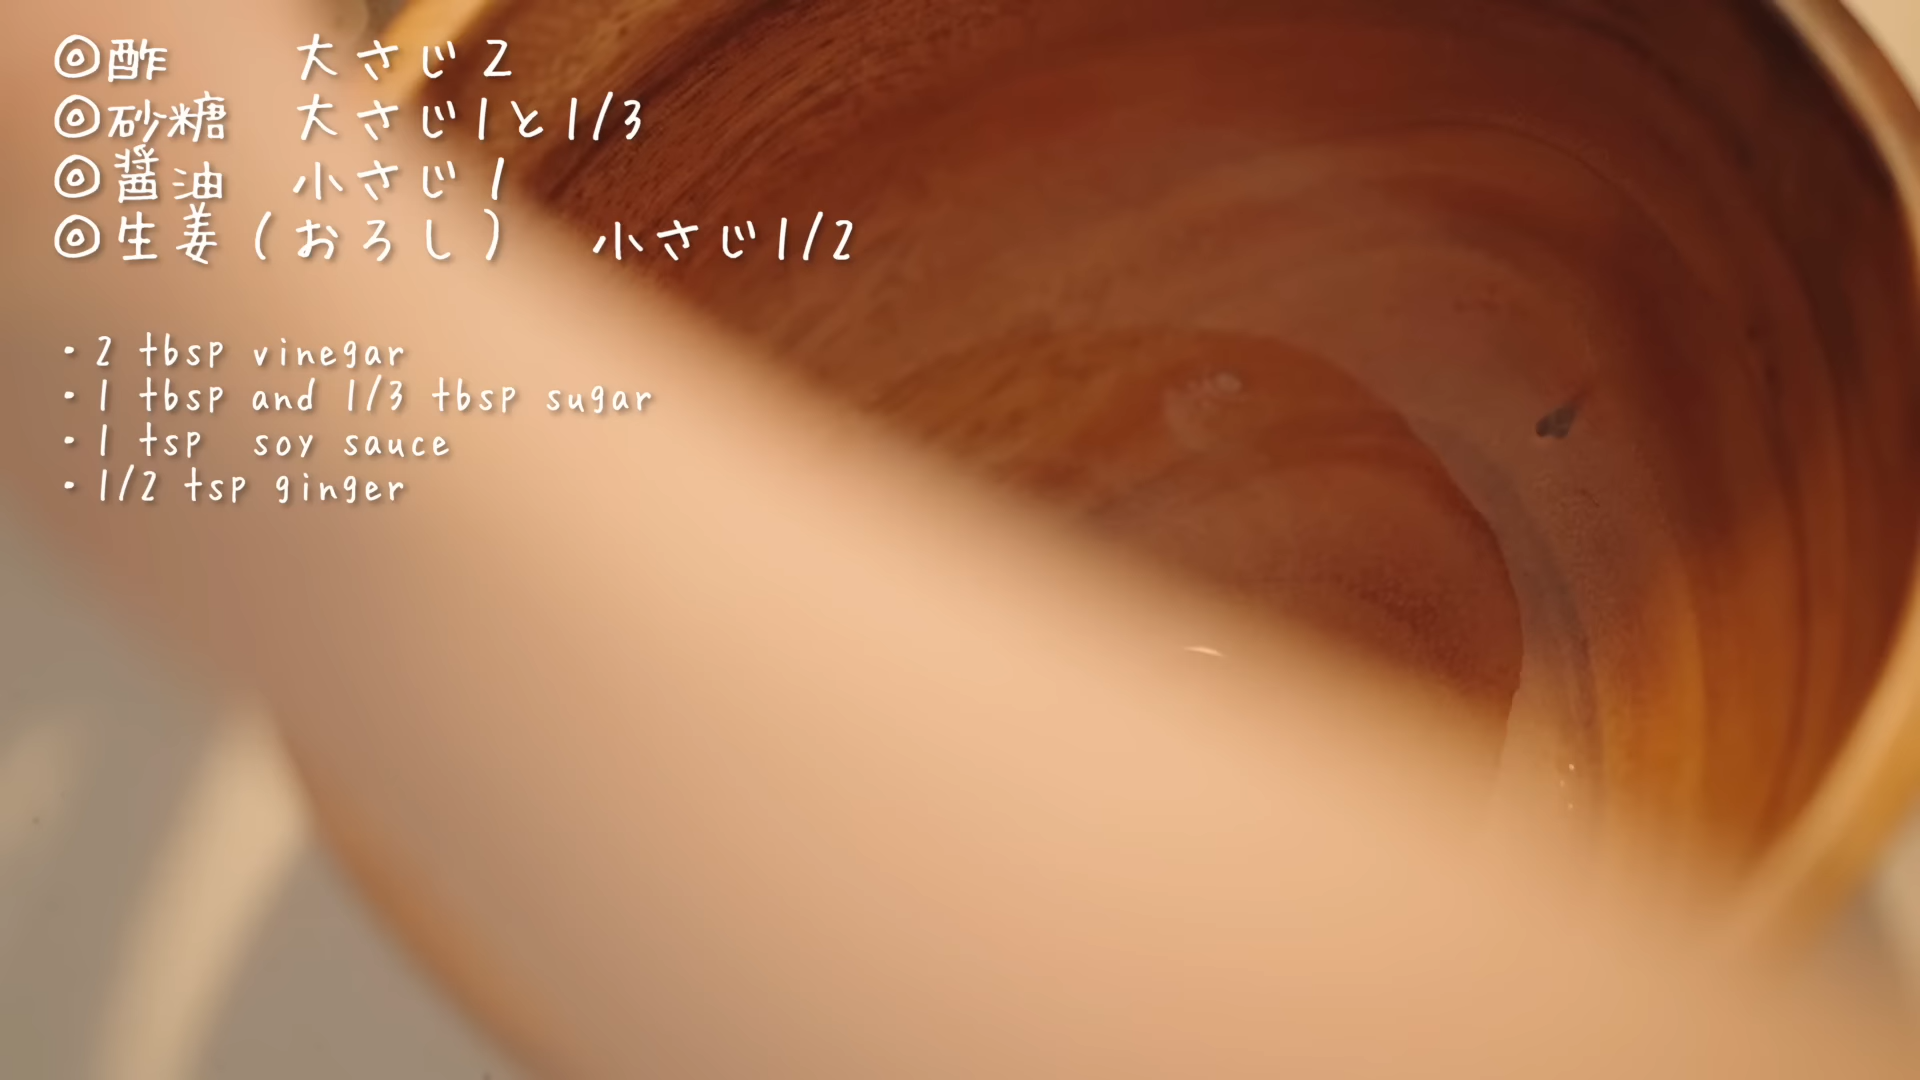 ◎酢　　大さじ2
◎砂糖　大さじ1と1/3
◎醤油　小さじ1
◎生姜(おろし)　小さじ1/2
・2 tbsp vinegar
・1 tbsp and 1/3 tbsp sugar
・1 tsp soy sauce
・1/2 tsp ginger